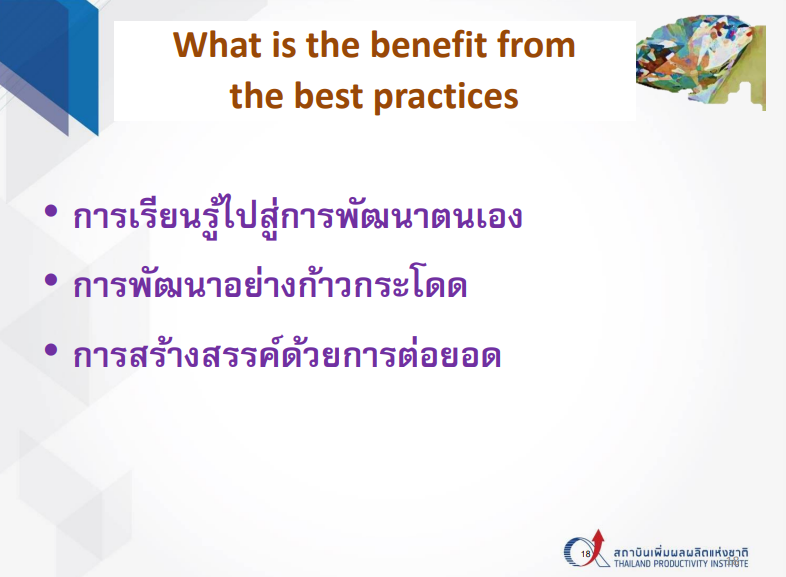 What is the benefit from
the best practices
• การเรียนรู้ไปสู่การพัฒนาตนเอง
• การพัฒนาอย่างก้าวกระโดด
• การสร้างสรรค์ด้วยการต่อยอด
18
สถาบันเพิ่มผลผลิตแห่งชาติ
THAILAND PRODUCTIVITY INSTITUTE
18